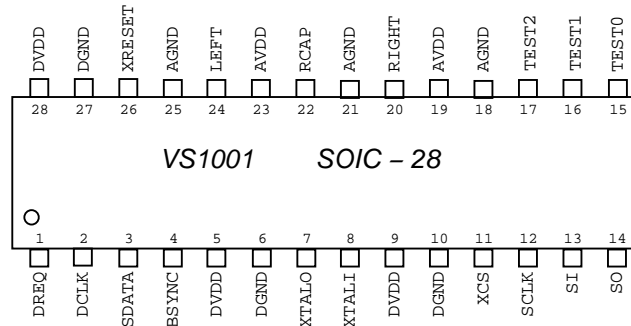 DVDD DGND XRESET AGND LEFT AVDD RCAP AGND RIGHT AVDD AGND TEST2 TEST1 TEST0
28 27 26 25 24 23 22 21 20 19 18 17 16 15
VS1001 SOIC – 28
1 2 3 4 5 6 7 8 9 10 11 12 13 14
DREQ DCLK SDATA BSYNC DVDD DGND XTALO XTALI DVDD DGND XCS SCLK SI SO